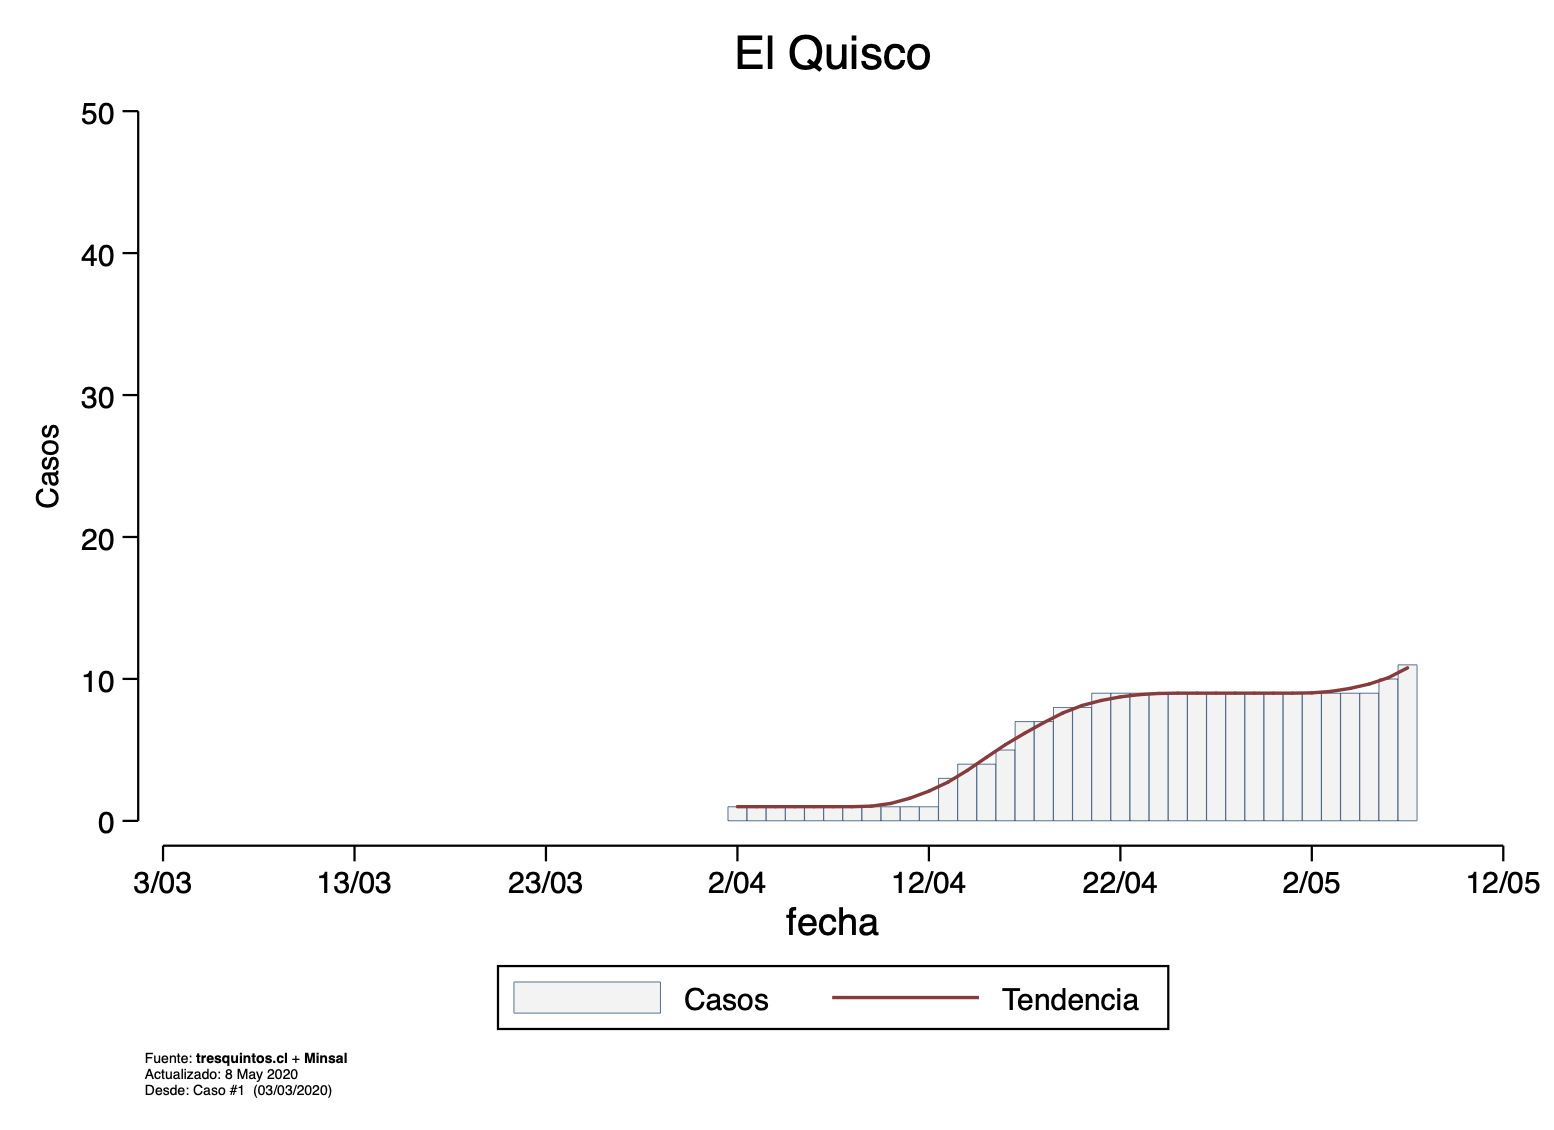 El Quisco
50
40
30
20
10
0
Casos
3/03 13/03 23/03 2/04 12/04 22/04 2/05 12/05
fecha
Casos Tendencia
Fuente: tresquintos.cl + Minsal
Actualizado: 8 May 2020
Desde: Caso #1 (03/03/2020)